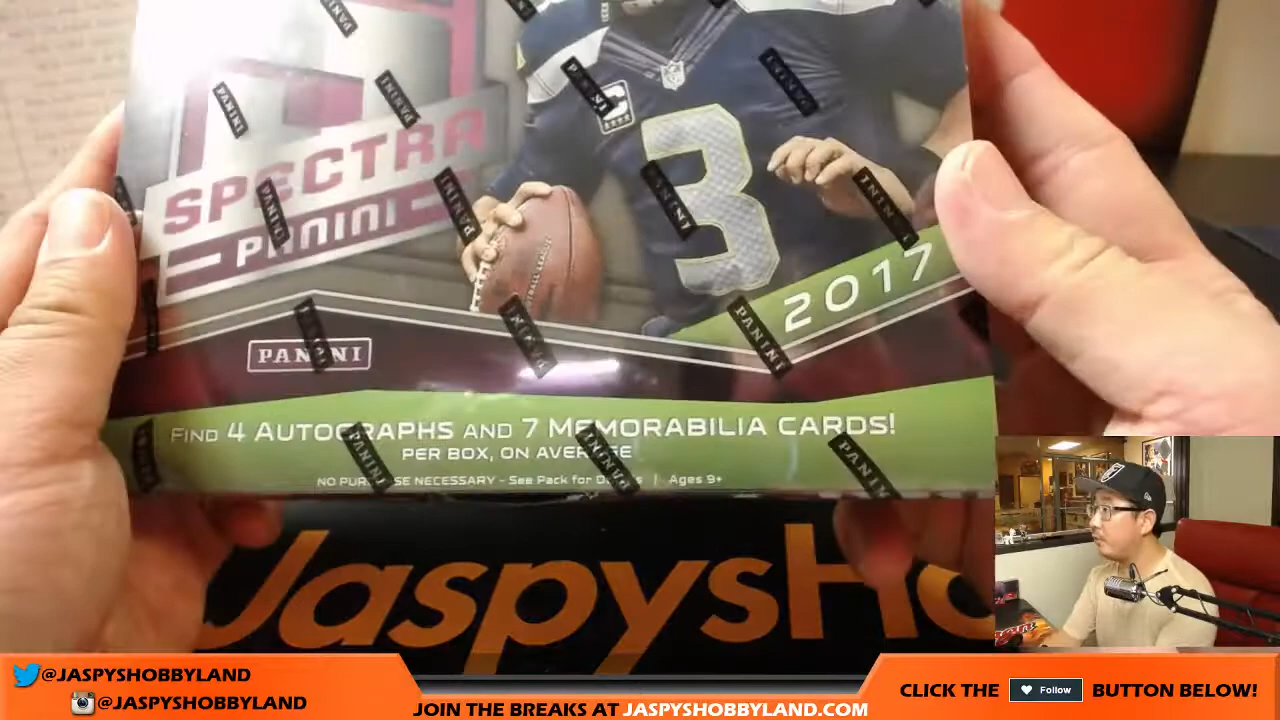 SPECTRA
PANINI
3
2017
PANINI
FIND 4 AUTOGRAPHS AND 7 MEMORABILIA CARDS!
PER BOX, ON AVERAGE
NO PURCHASE NECESSARY - See Pack for | Ages 9+
JaspysHo
@JASPYSHOBBYLAND
@JASPYSHOBBYLAND
JOIN THE BREAKS AT JASPYSHOBBYLAND.COM
CLICK THE Follow BUTTON BELOW!